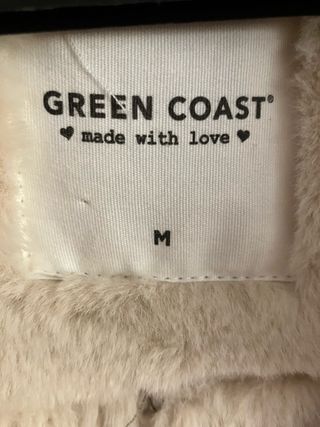 GREEN COAST®
♥ made with love ♥
M